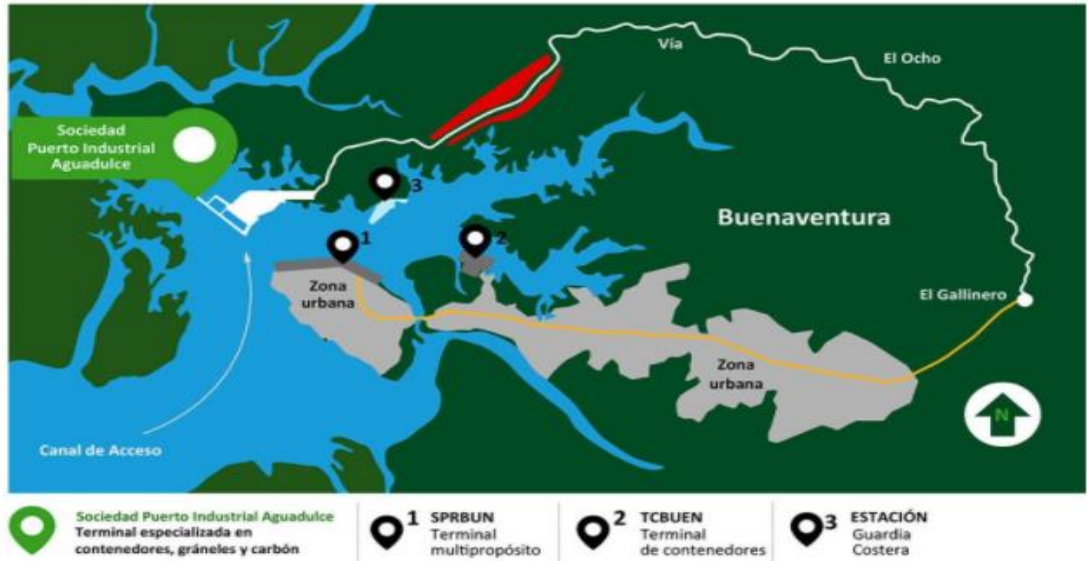 Vía
El Ocho
Sociedad
Puerto Industrial
Aguadulce
3
Buenaventura
1
2
Zona
urbana
El Gallinero
Zona
urbana
N
Canal de Acceso
Sociedad Puerto Industrial Aguadulce
Terminal especializada en
contenedores, gráneles y carbón
1 SPRBUN
Terminal
multipropósito
2 TCBUEN
Terminal
de contenedores
3 ESTACIÓN
Guardia
Costera